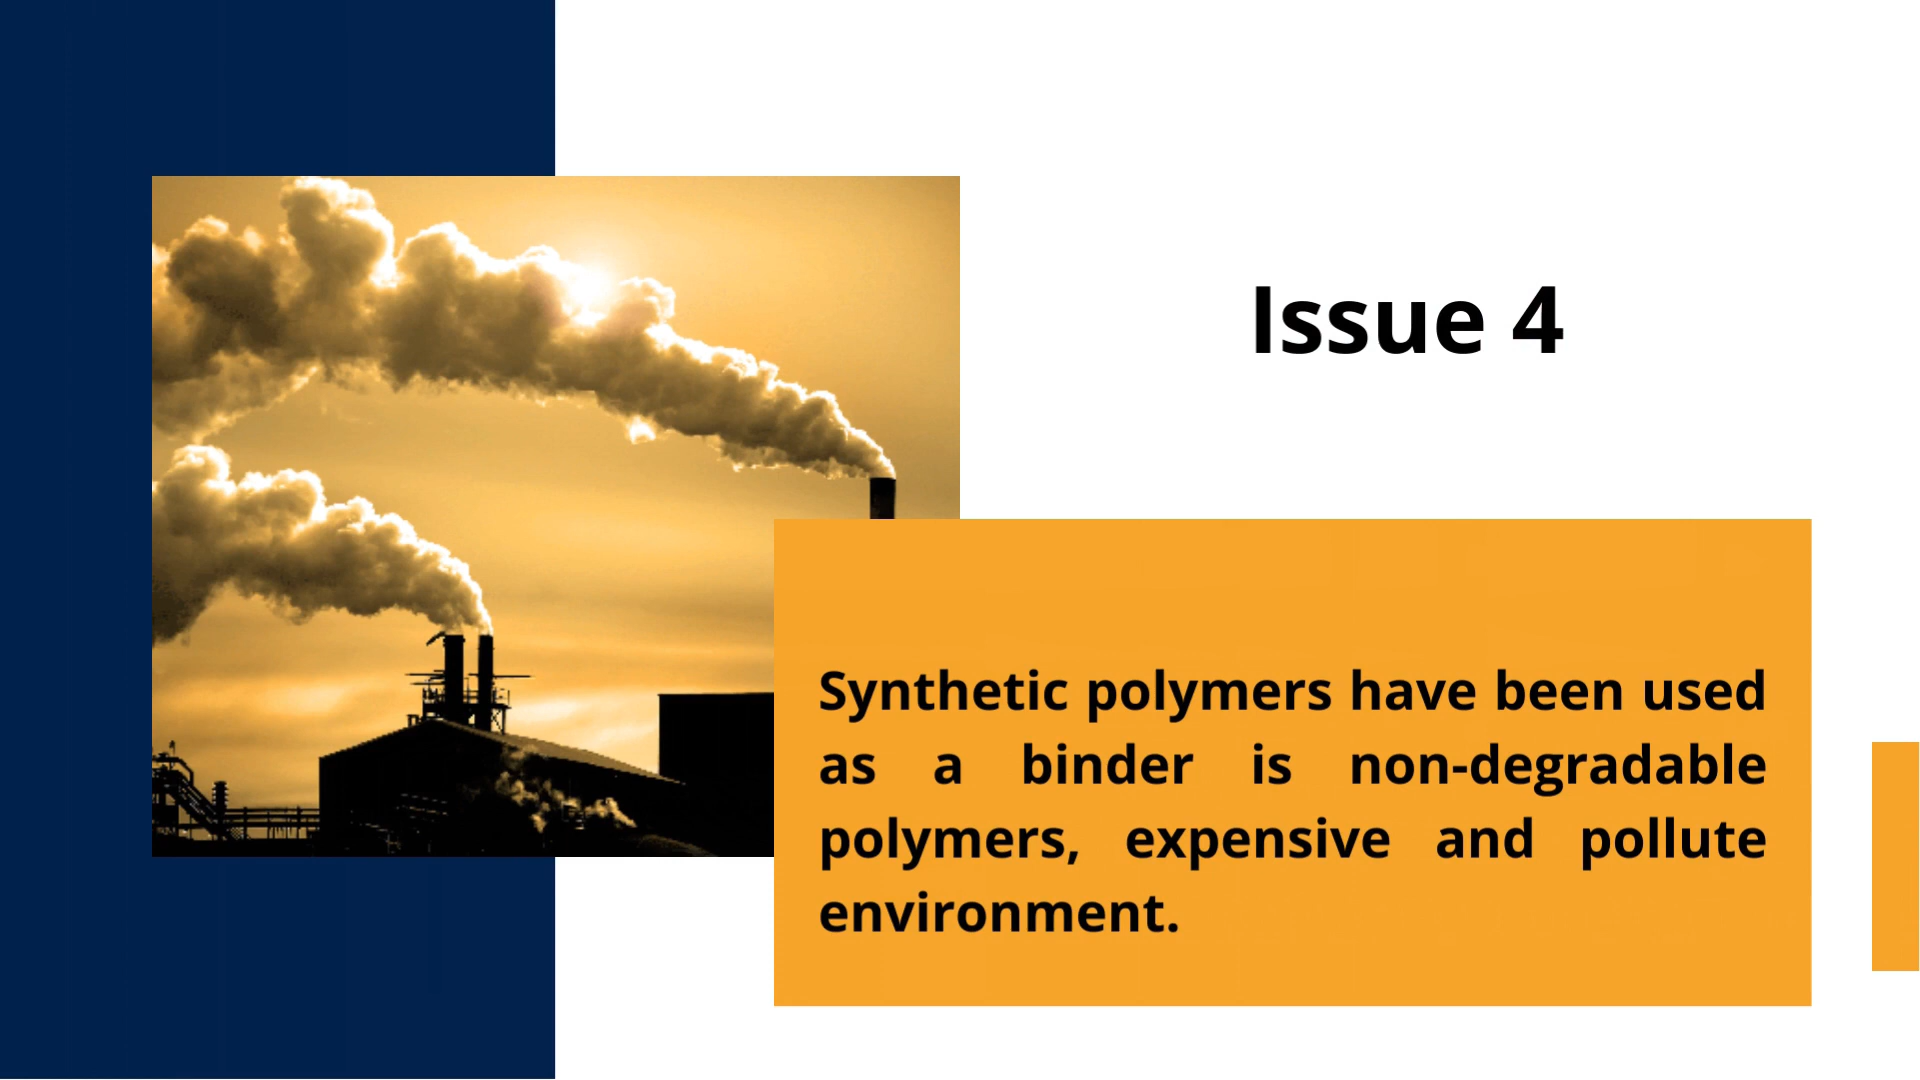 Issue 4
Synthetic polymers have been used
as a binder is non-degradable
polymers, expensive and pollute
environment.